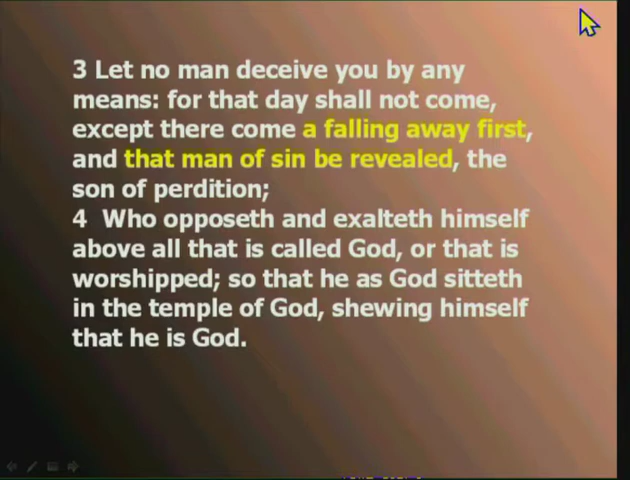 3 Let no man deceive you by any
means: for that day shall not come,
except there come a falling away first,
and that man of sin be revealed, the
son of perdition;
4 Who opposeth and exalteth himself
above all that is called God, or that is
worshipped; so that he as God sitteth
in the temple of God, shewing himself
that he is God.